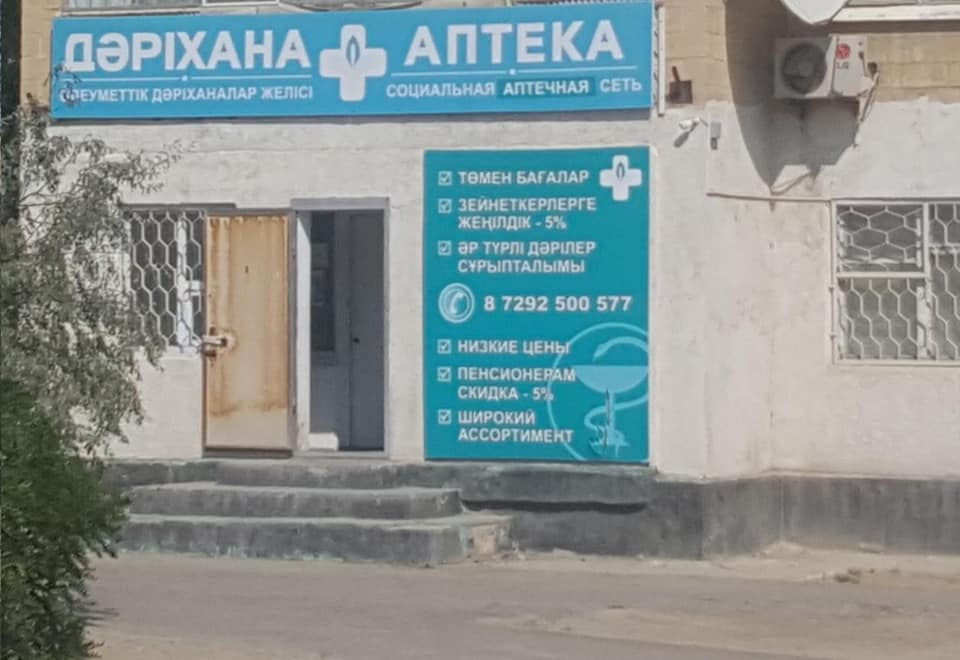 ДӘРІХАНА
ӘЛЕУМЕТТІК ДӘРІХАНАЛАР ЖЕЛІСІ
АПТЕКА
СОЦИАЛЬНАЯ АПТЕЧНАЯ СЕТЬ
LG
ТӨМЕН БАҒАЛАР
ЗЕЙНЕТКЕРЛЕРГЕ
ЖЕҢІЛДІК - 5%
ӘР ТҮРЛІ ДӘРІЛЕР
СҰРЫПТАЛЫМЫ
8 7292 500 577
НИЗКИЕ ЦЕНЫ
ПЕНСИОНЕРАМ
СКИДКА - 5%
ШИРОКИЙ
АССОРТИМЕНТ